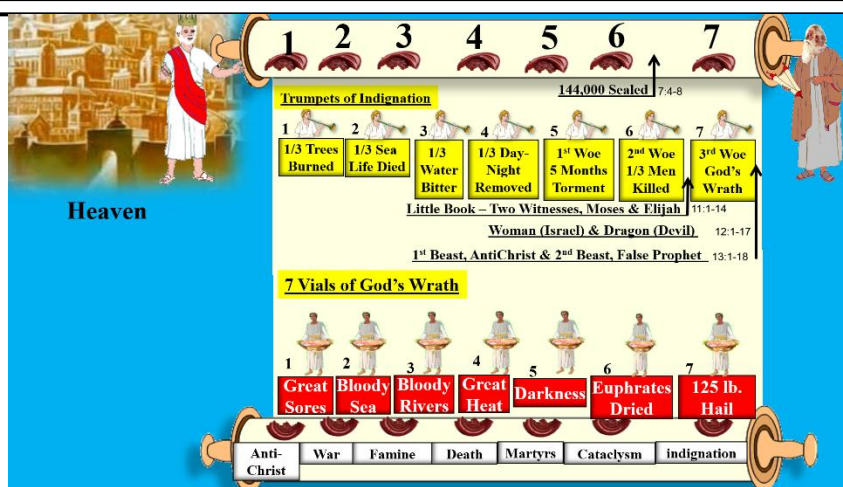 1 2 3 4 5 6 7
144,000 Sealed 7:4-8
Trumpets of Indignation
1 2 3 4 5 6 7
1/3 Trees
Burned
1/3 Sea
Life Died
1/3
Water
Bitter
1/3 Day-
Night
Removed
1st Woe
5 Months
Torment
2nd Woe
1/3 Men
Killed
3rd Woe
God's
Wrath
Heaven
Little Book – Two Witnesses, Moses & Elijah 11:1-14
Woman (Israel) & Dragon (Devil) 12:1-17
1st Beast, AntiChrist & 2nd Beast, False Prophet 13:1-18
7 Vials of God's Wrath
1 2 3 4 5 6 7
Great
Sores
Bloody
Sea
Bloody
Rivers
Great
Heat
Darkness
Euphrates
Dried
125 lb.
Hail
Anti-
Christ
War
Famine
Death
Martyrs
Cataclysm
indignation